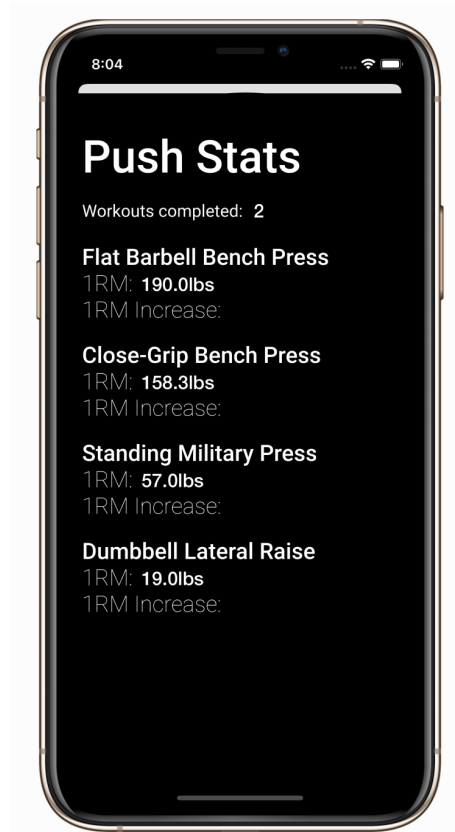 8:04
Push Stats
Workouts completed: 2
Flat Barbell Bench Press
1RM: 190.0lbs
1RM Increase:
Close-Grip Bench Press
1RM: 158.3lbs
1RM Increase:
Standing Military Press
1RM: 57.0lbs
1RM Increase:
Dumbbell Lateral Raise
1RM: 19.0lbs
1RM Increase: